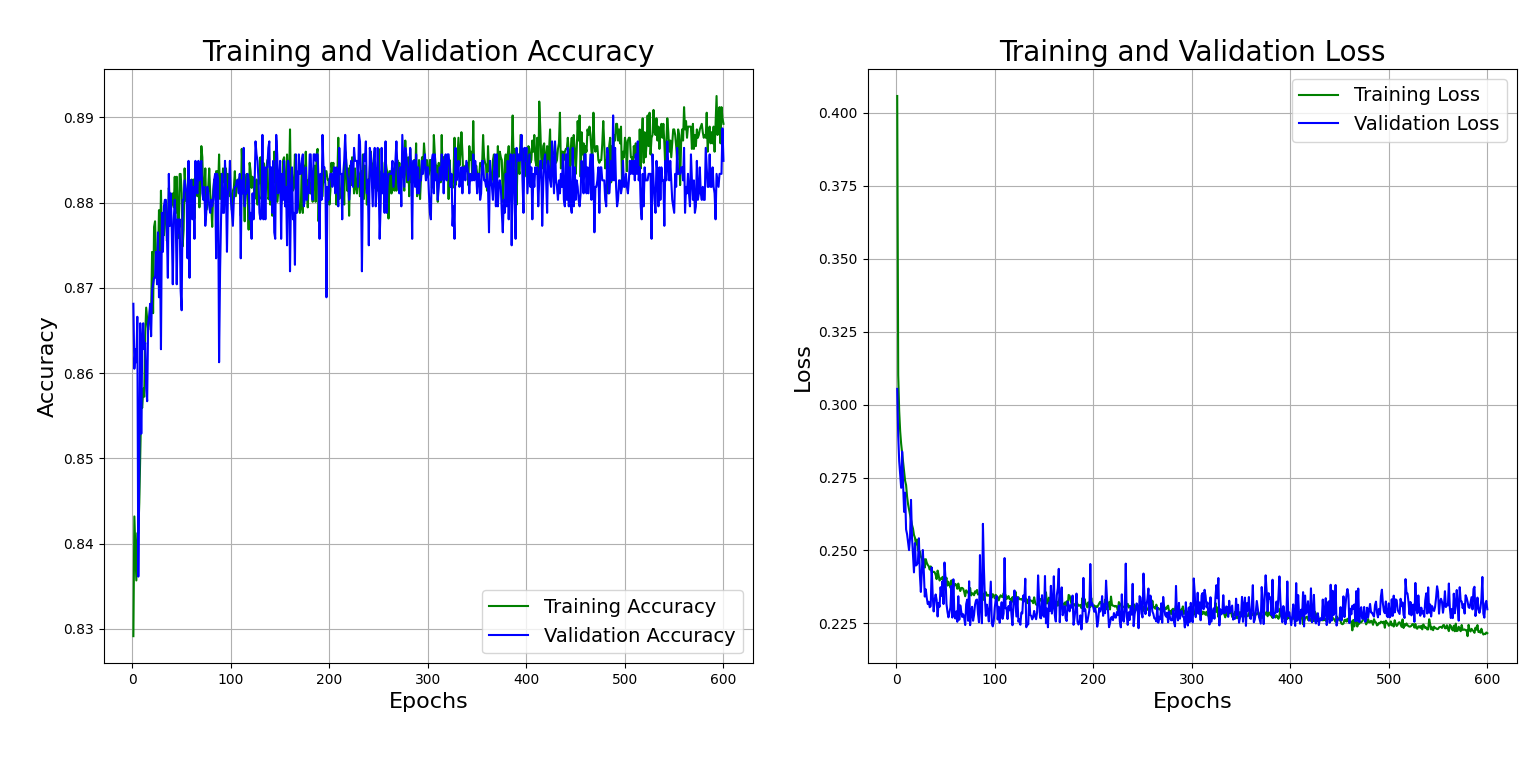 Training and Validation Accuracy
0.89
0.88
0.87
0.86
0.85
0.84
0.83
Accuracy
Training Accuracy
Validation Accuracy
0 100 200 300 400 500 600
Epochs
Training and Validation Loss
0.400
0.375
0.350
0.325
0.300
0.275
0.250
0.225
Loss
Training Loss
Validation Loss
0 100 200 300 400 500 600
Epochs